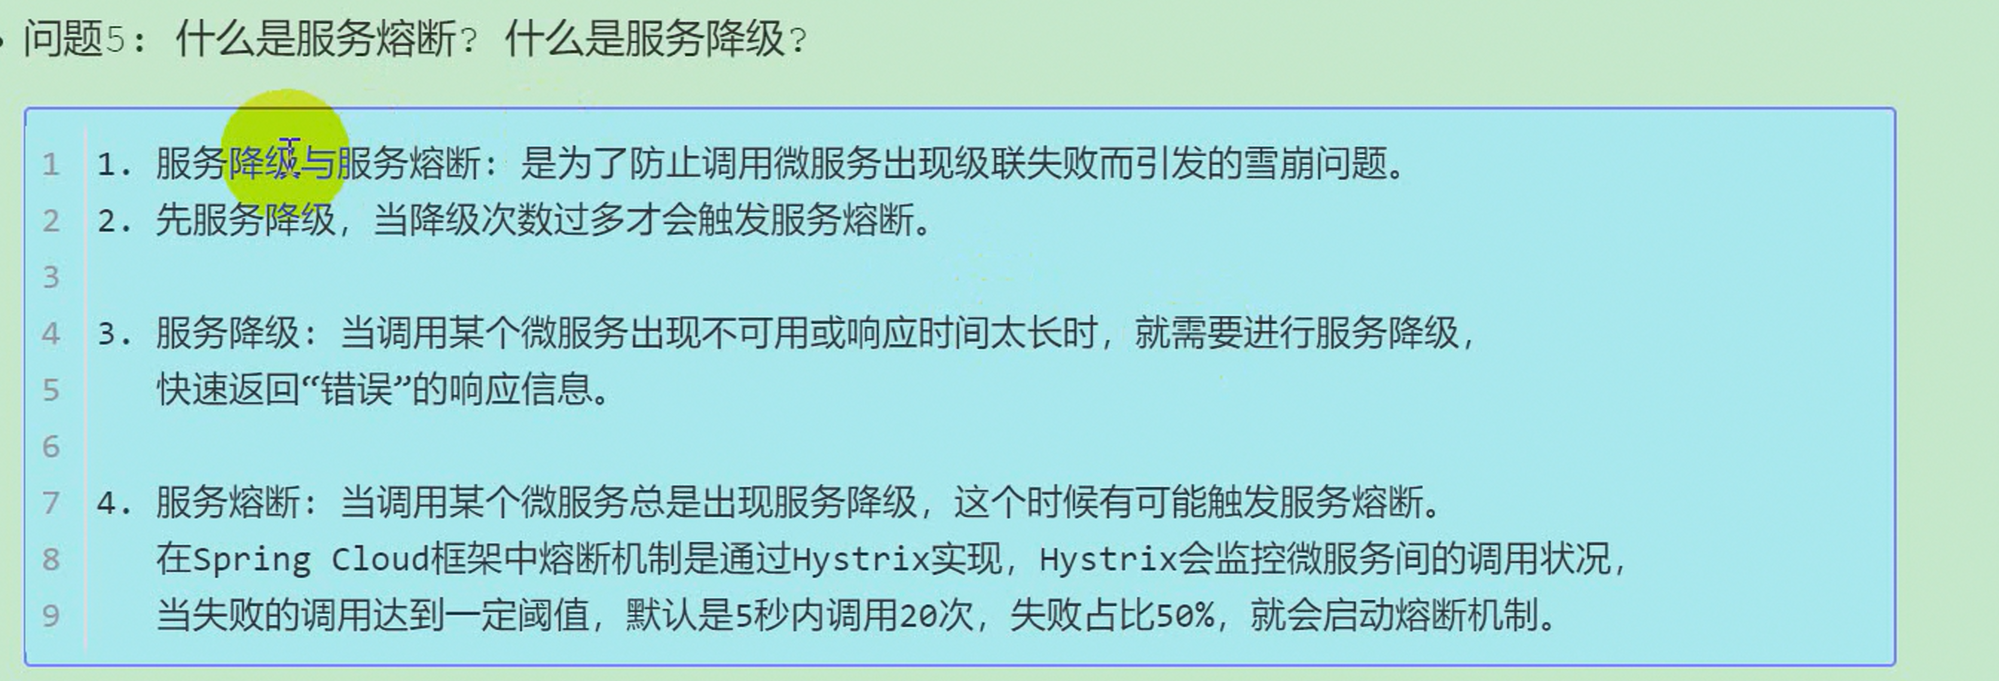 • 问题5: 什么是服务熔断? 什么是服务降级?
1 1. 服务降级与服务熔断: 是为了防止调用微服务出现级联失败而引发的雪崩问题。
2 2. 先服务降级, 当降级次数过多才会触发服务熔断。
3
4 3. 服务降级: 当调用某个微服务出现不可用或响应时间太长时, 就需要进行服务降级,
5 快速返回“错误”的响应信息。
6
7 4. 服务熔断: 当调用某个微服务总是出现服务降级, 这个时候有可能触发服务熔断。
8 在Spring Cloud框架中熔断机制是通过Hystrix实现, Hystrix会监控微服务间的调用状况,
9 当失败的调用达到一定阈值, 默认是5秒内调用20次, 失败占比50%, 就会启动熔断机制。